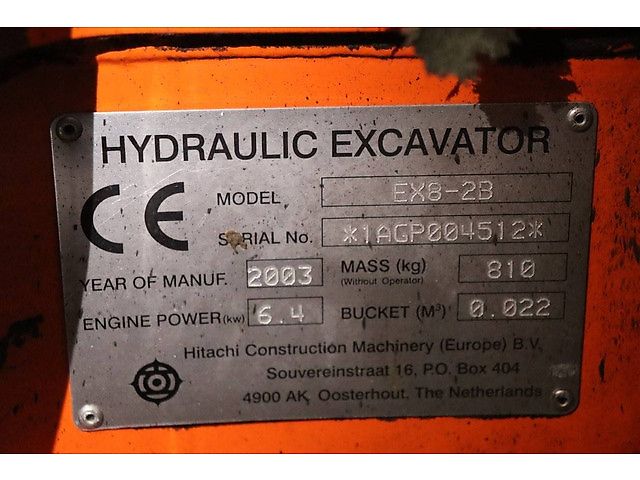 HYDRAULIC EXCAVATOR
CE
MODEL EX8-2B
SERIAL No. *1AGP004512*
YEAR OF MANUF. 2003 MASS (kg) 810
(Without Operator)
ENGINE POWER(kw) 6.4 BUCKET (M³) 0.022
Hitachi Construction Machinery (Europe) B.V.
Souvereinstraat 16, P.O. Box 404
4900 AK, Oosterhout, The Netherlands